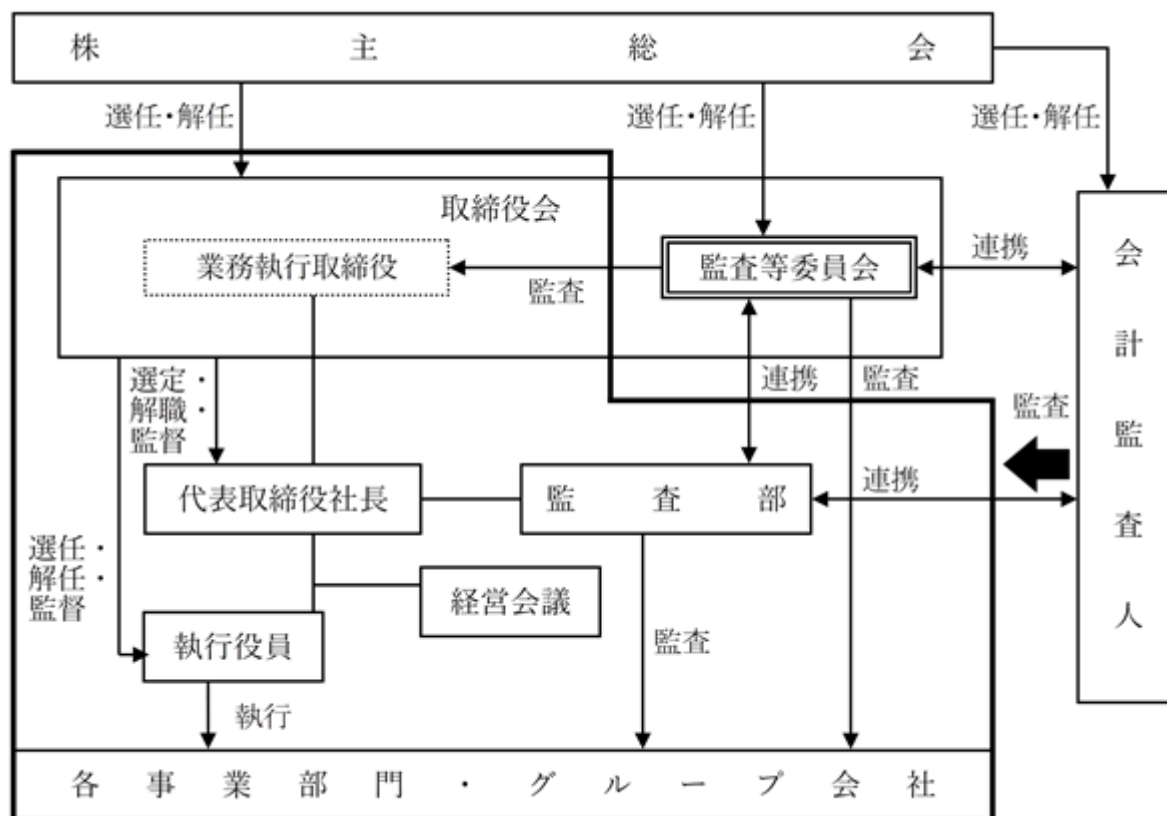 株主総会
選任・解任
選任・解任
選任・解任
取締役会
業務執行取締役
監査
監査等委員会
連携
会計監査人
選定・
解職・
監督
連携
監査
監査
代表取締役社長
監査部
連携
選任・
解任・
監督
経営会議
執行役員
監査
執行
各事業部門・グループ会社